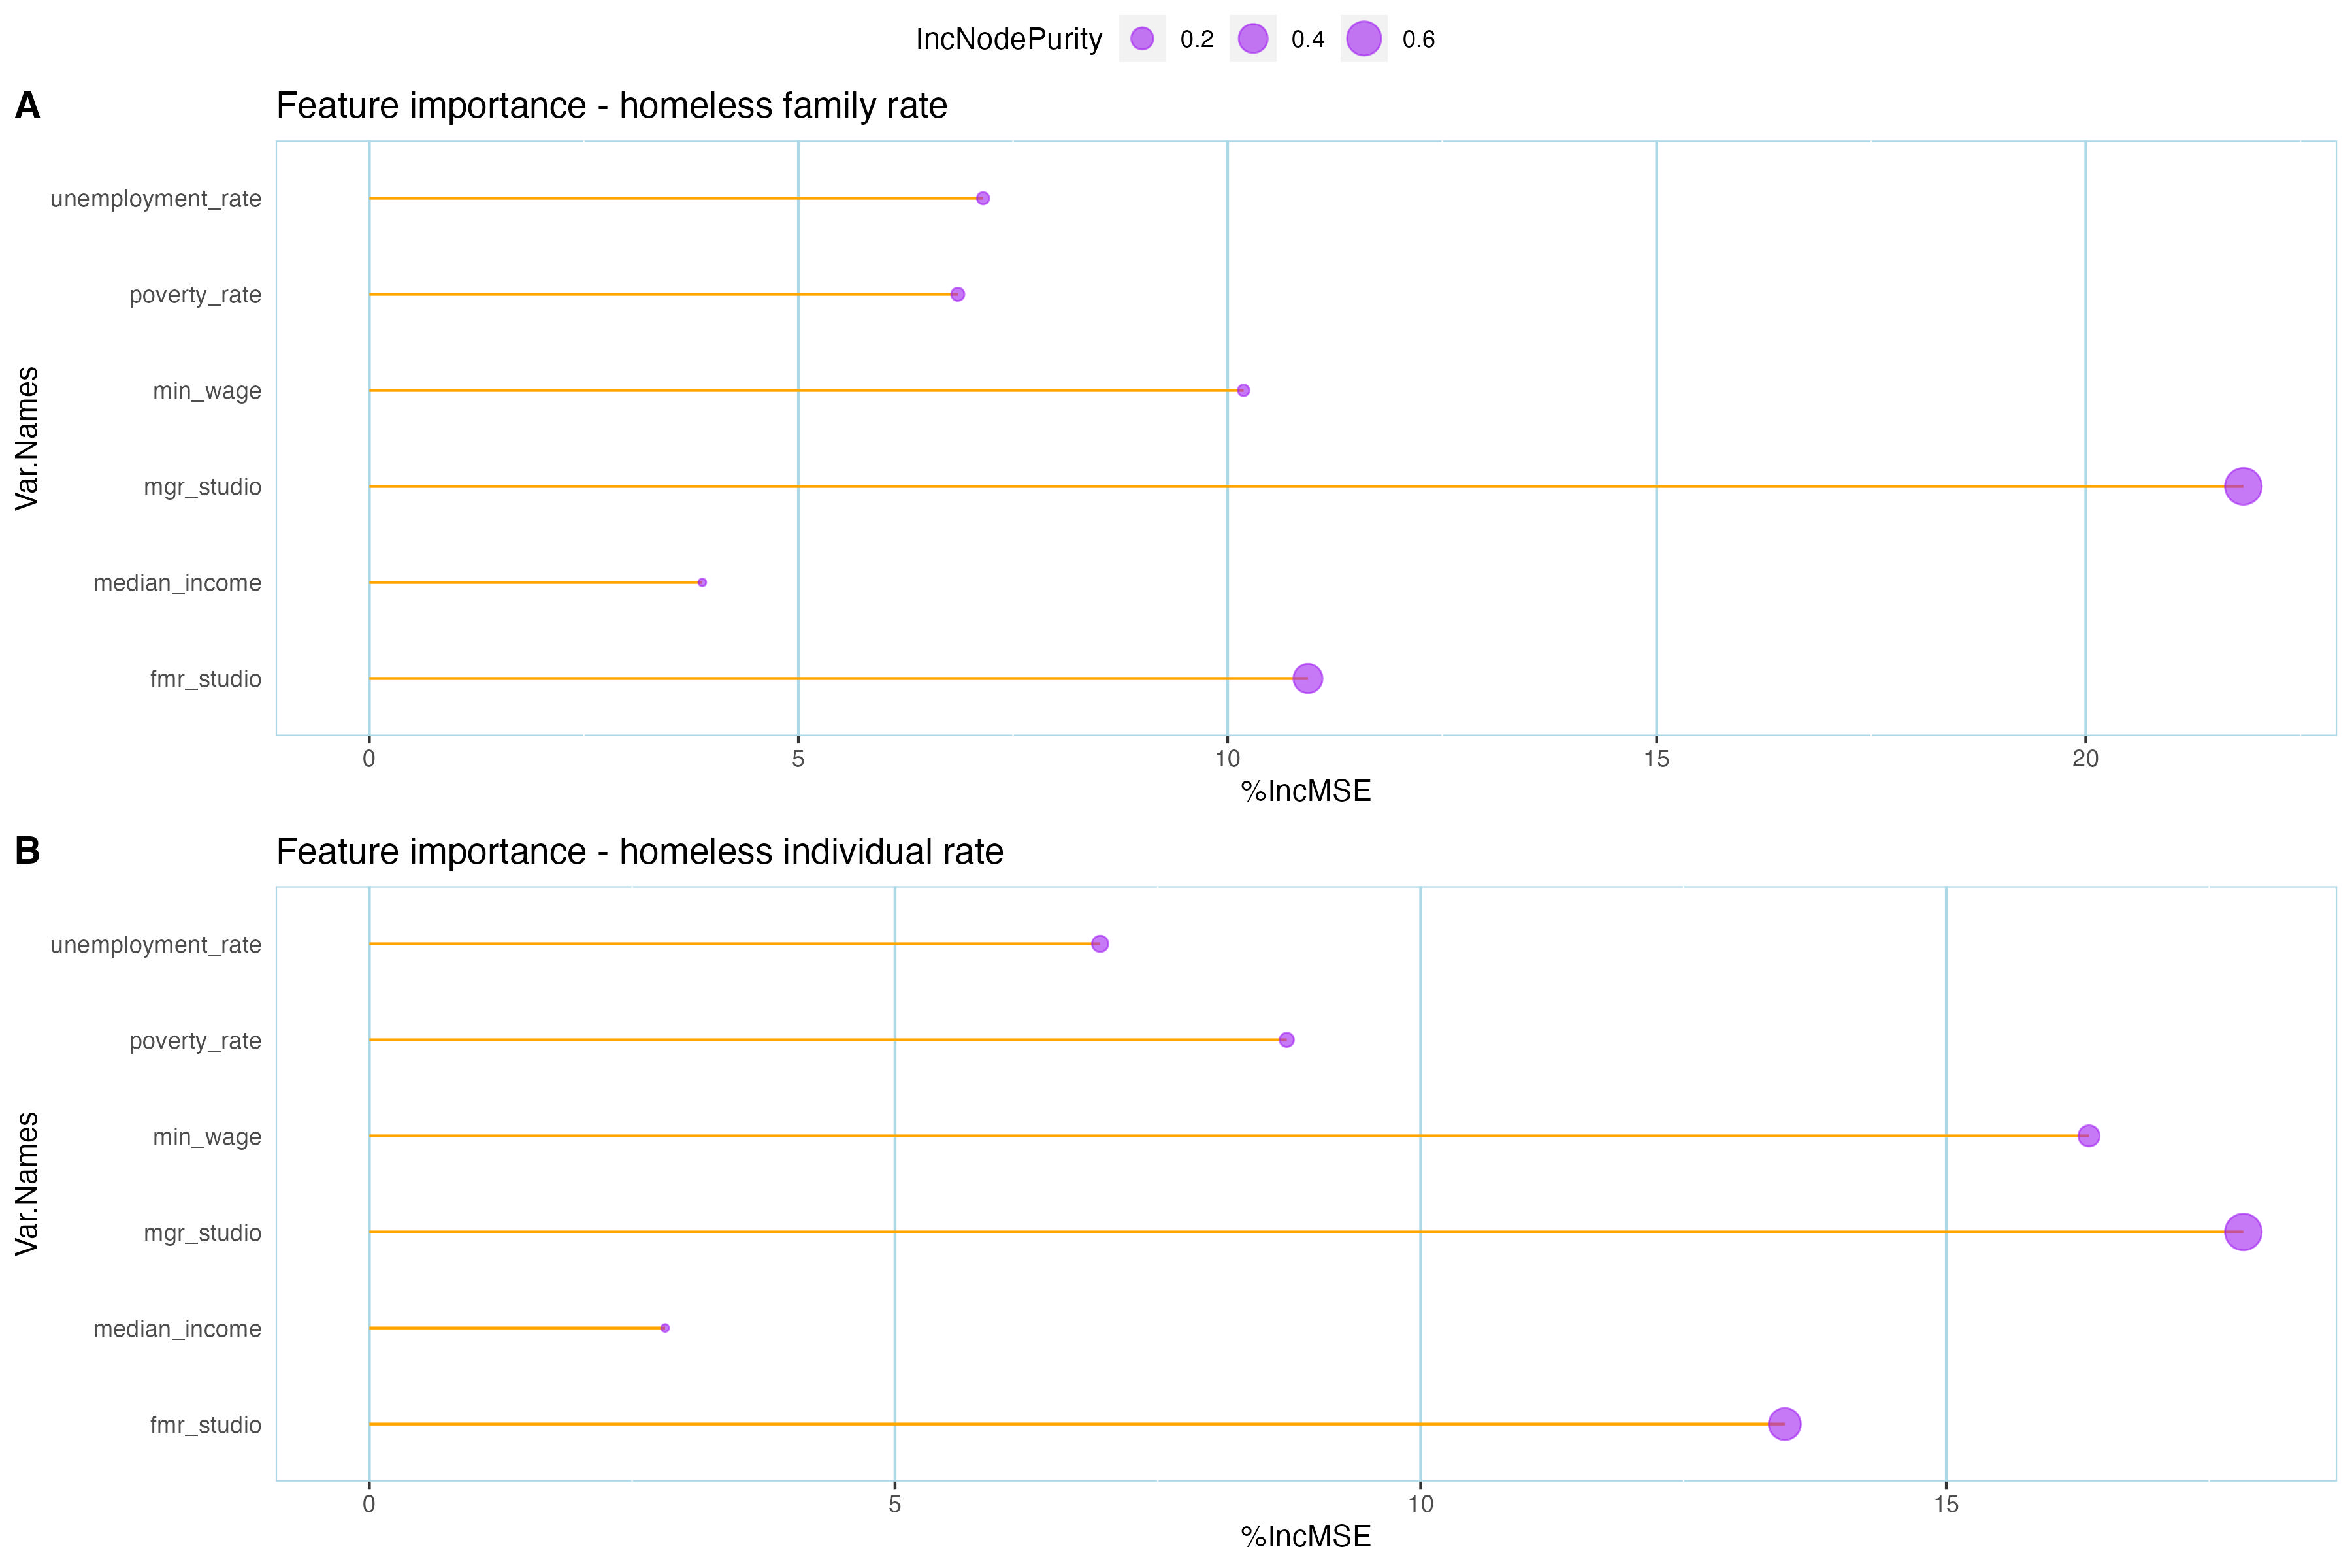 IncNodePurity 0.2 0.4 0.6
A Feature importance - homeless family rate
Var.Names
unemployment_rate
poverty_rate
min_wage
mgr_studio
median_income
fmr_studio
0 5 10 15 20
%IncMSE
B Feature importance - homeless individual rate
Var.Names
unemployment_rate
poverty_rate
min_wage
mgr_studio
median_income
fmr_studio
0 5 10 15
%IncMSE